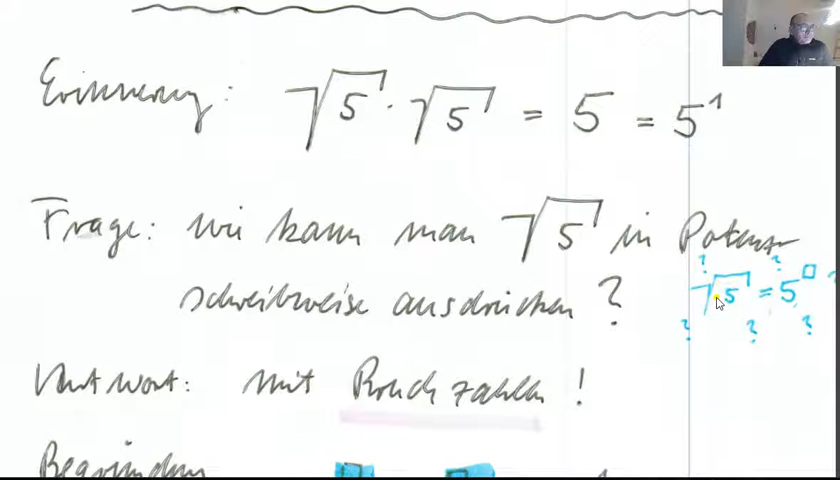 Erinnerung: √5 · √5 = 5 = 5¹
Frage: wie kann man √5 in Potenz-
schreibweise ausdrücken?
? ? ?
√5 = 5^□
? ? ?
Antwort: mit Bruchzahlen!
Begründung